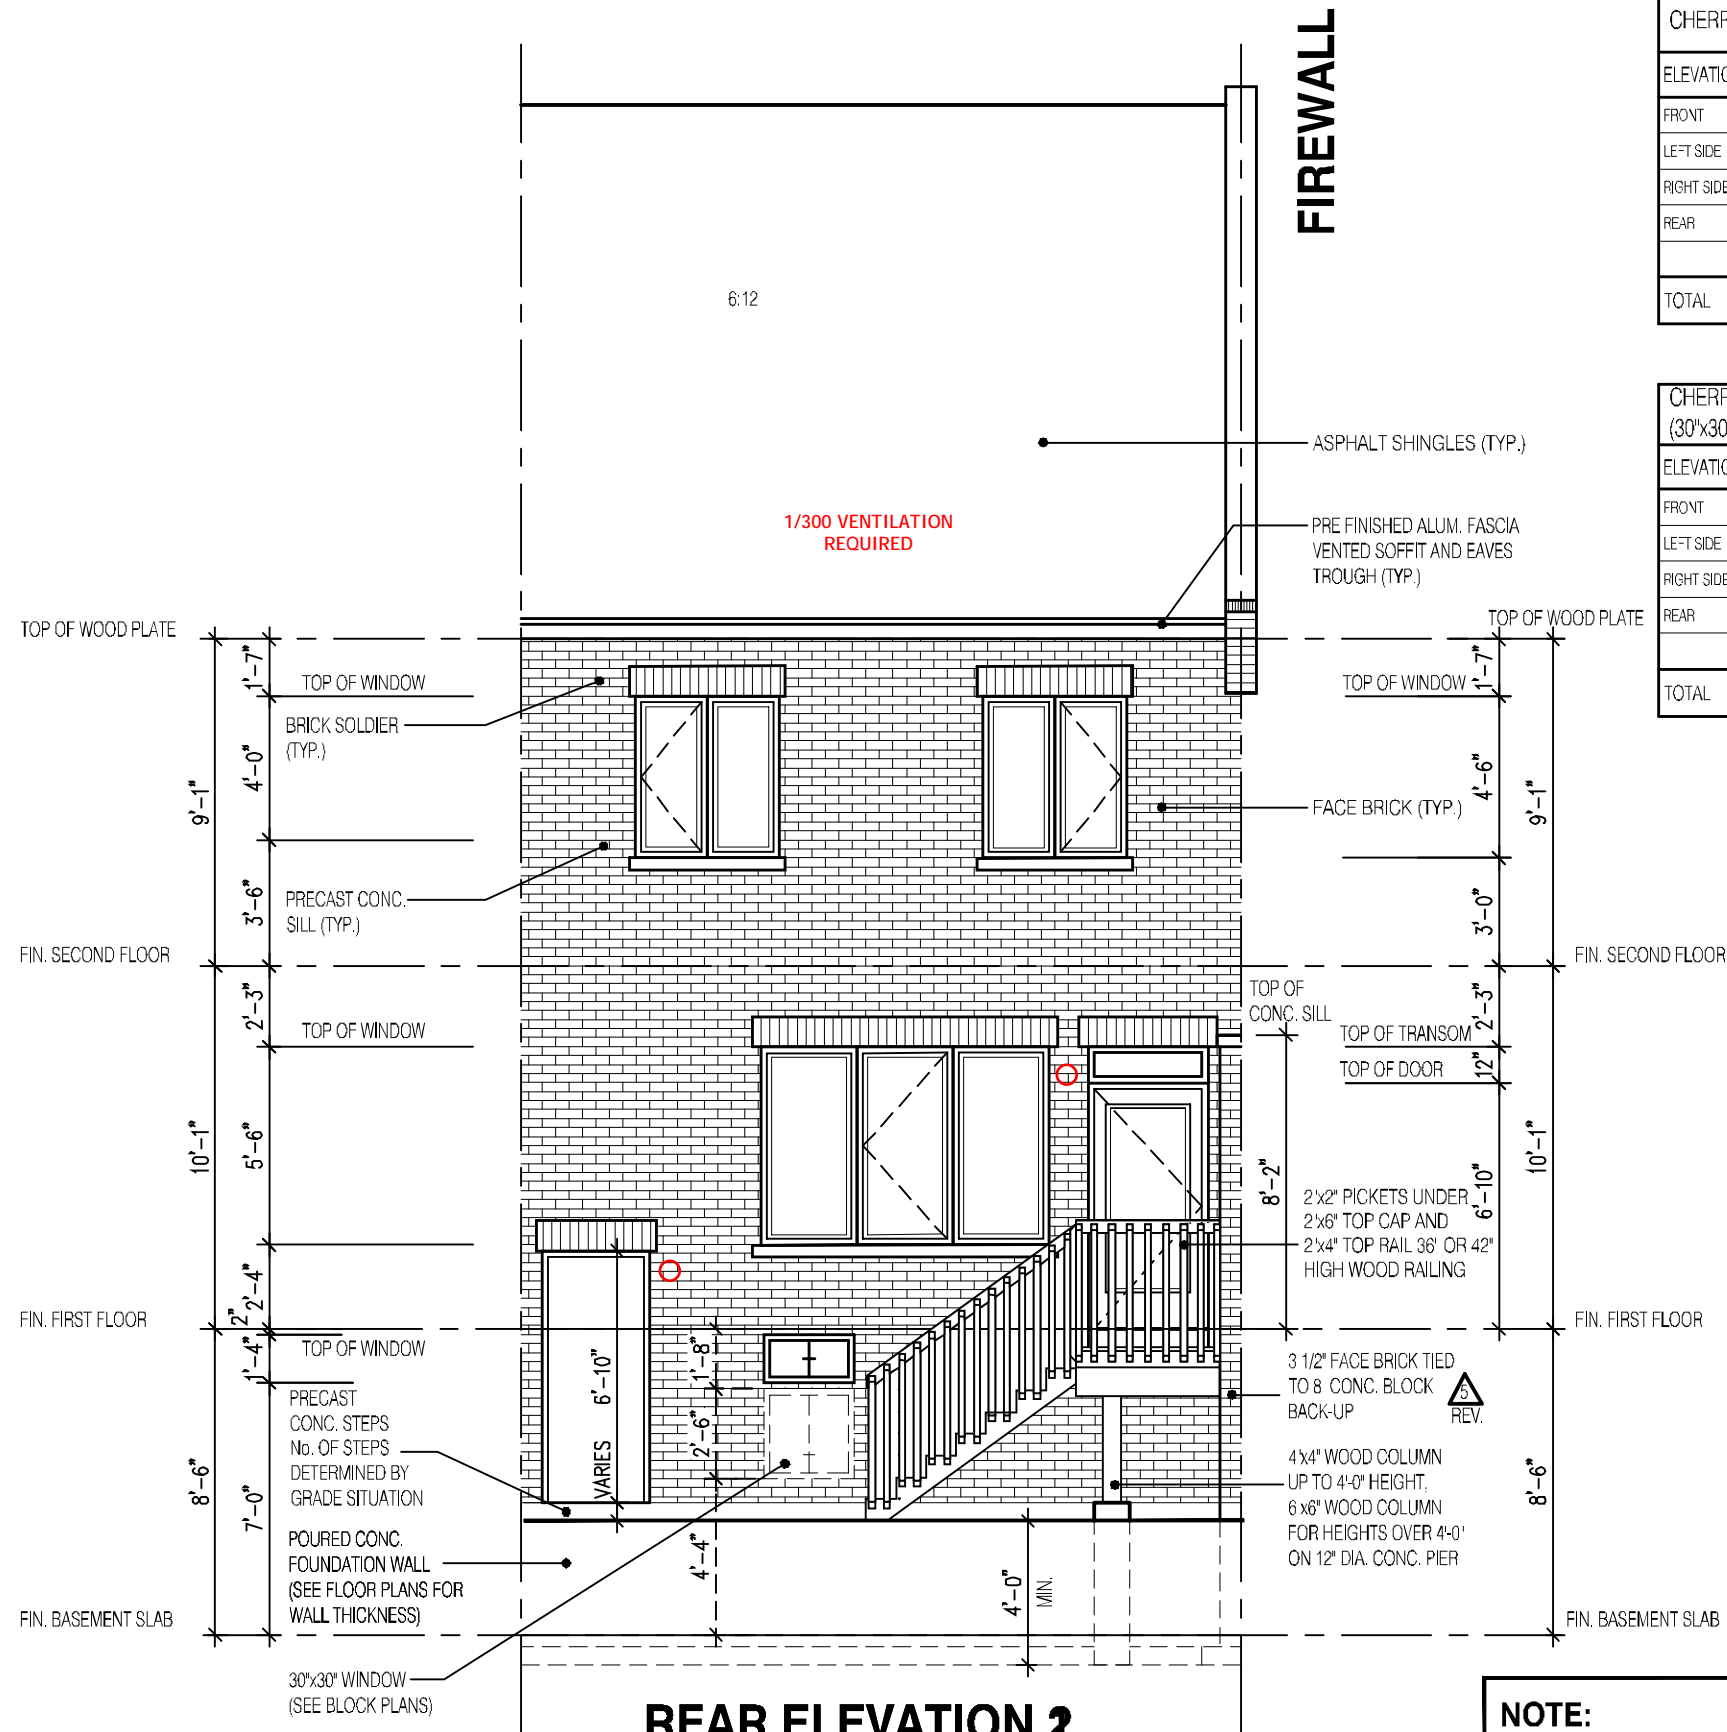 FIREWALL
6:12
ASPHALT SHINGLES (TYP.)
1/300 VENTILATION
REQUIRED
PRE FINISHED ALUM. FASCIA
VENTED SOFFIT AND EAVES
TROUGH (TYP.)
TOP OF WOOD PLATE
1'-7"
TOP OF WINDOW
BRICK SOLDIER
(TYP.)
4'-0"
9'-1"
3'-6"
PRECAST CONC.
SILL (TYP.)
FIN. SECOND FLOOR
2'-3"
TOP OF WINDOW
10'-1"
5'-6"
2'-4"
2"
FIN. FIRST FLOOR
TOP OF WINDOW
1'-4"
PRECAST
CONC. STEPS
No. OF STEPS
DETERMINED BY
GRADE SITUATION
8'-6"
7'-0"
POURED CONC.
FOUNDATION WALL
(SEE FLOOR PLANS FOR
WALL THICKNESS)
FIN. BASEMENT SLAB
30"x30" WINDOW
(SEE BLOCK PLANS)
VARIES
6'-10"
1'-8"
2'-6"
4'-4"
4'-0"
MIN.
TOP OF WOOD PLATE
1'-7"
TOP OF WINDOW
4'-6"
9'-1"
FACE BRICK (TYP.)
3'-0"
FIN. SECOND FLOOR
TOP OF
CONC. SILL
2'-3"
TOP OF TRANSOM
12"
TOP OF DOOR
8'-2"
6'-10"
10'-1"
2'x2" PICKETS UNDER
2'x6" TOP CAP AND
2'x4" TOP RAIL 36' OR 42"
HIGH WOOD RAILING
FIN. FIRST FLOOR
3 1/2" FACE BRICK TIED
TO 8 CONC. BLOCK
BACK-UP
5
REV.
4'x4" WOOD COLUMN
UP TO 4'-0" HEIGHT,
6 x6" WOOD COLUMN
FOR HEIGHTS OVER 4'-0'
ON 12" DIA. CONC. PIER
8'-6"
FIN. BASEMENT SLAB
REAR ELEVATION 2
NOTE:
FRONT
LEFT SIDE
RIGHT SIDE
REAR
TOTAL
(30"x30
FRONT
LEFT SIDE
RIGHT SIDE
REAR
TOTAL